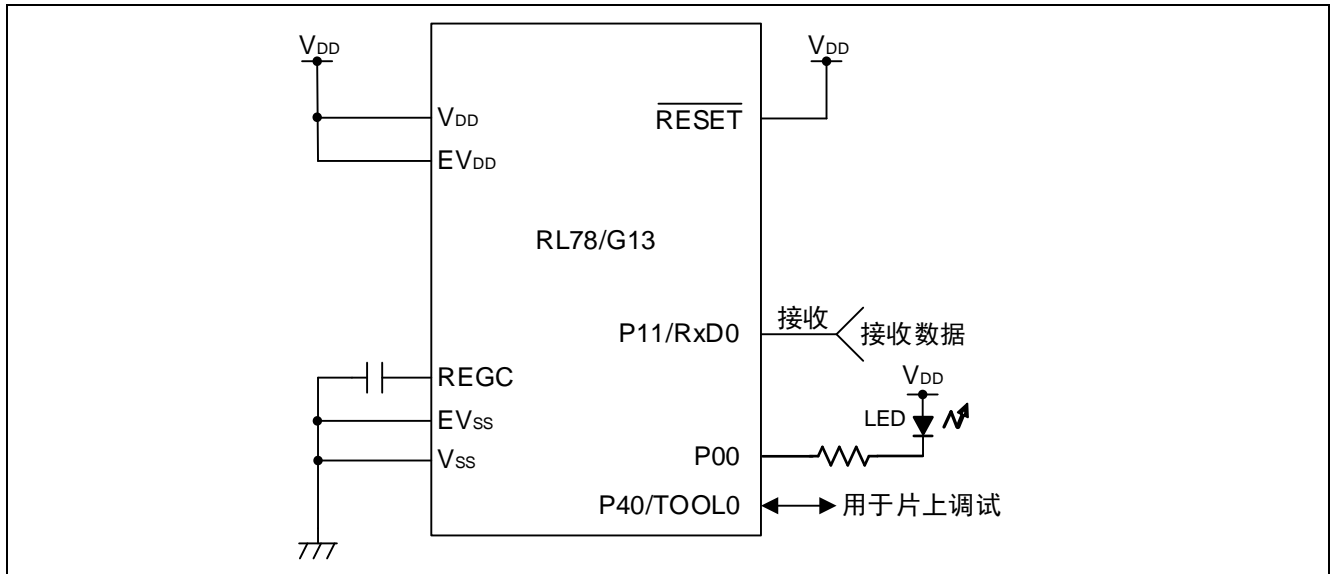 VDD
VDD
VDD
RESET
EVDD
RL78/G13
P11/RxD0
接收
接收数据
REGC
VDD
LED
EVSS
VSS
P00
P40/TOOL0
用于片上调试